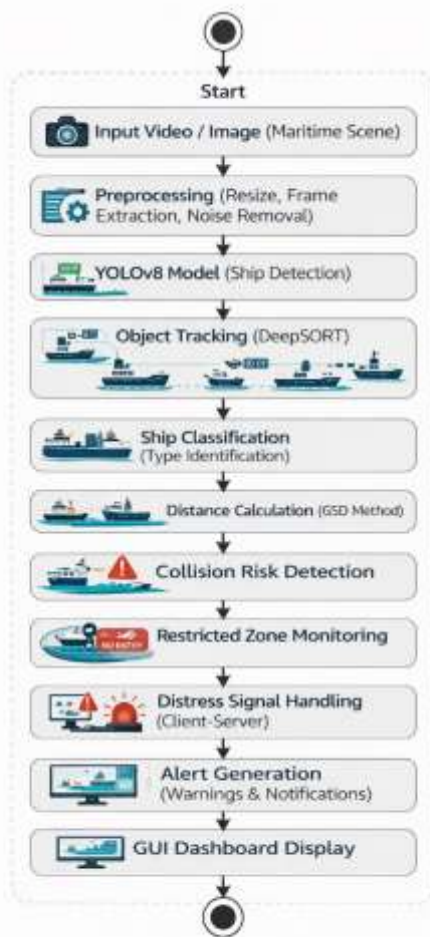 Start
Input Video / Image (Maritime Scene)
Preprocessing (Resize, Frame
Extraction, Noise Removal)
YOLOv8 Model (Ship Detection)
Object Tracking (DeepSORT)
Ship Classification
(Type Identification)
Distance Calculation (GSD Method)
Collision Risk Detection
Restricted Zone Monitoring
Distress Signal Handling
(Client-Server)
Alert Generation
(Warnings & Notifications)
GUI Dashboard Display